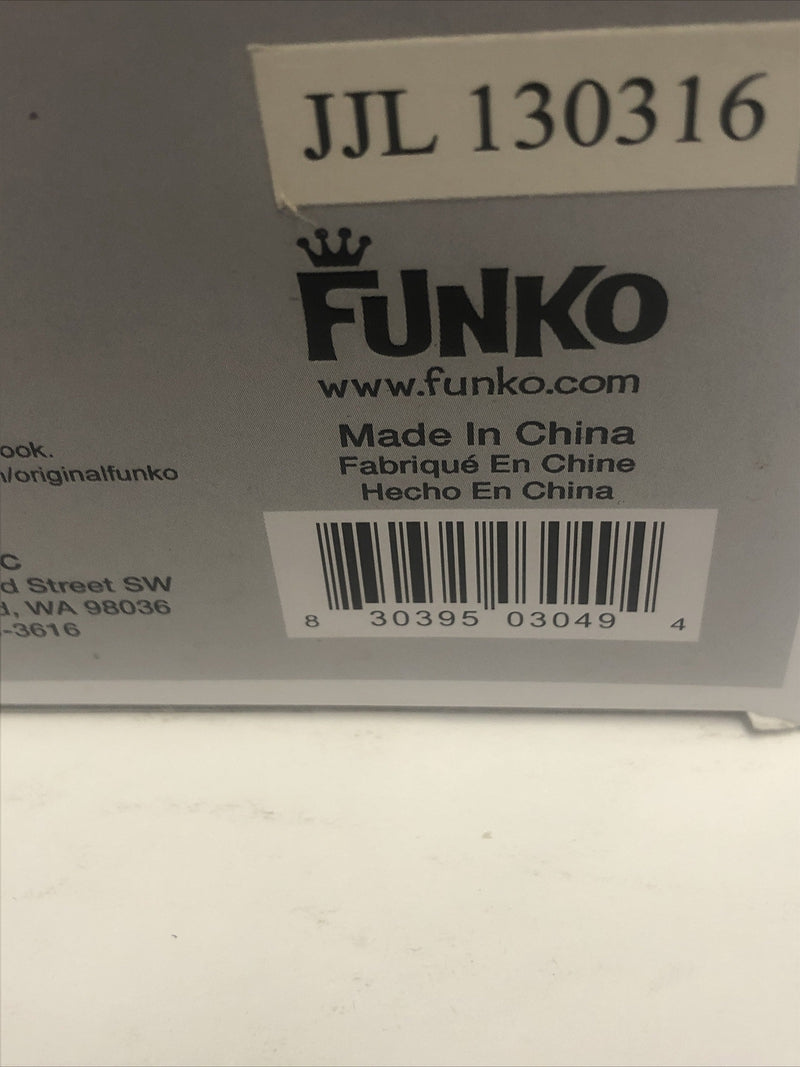 JJL 130316
FUNKO
www.funko.com
Made In China
Fabriqué En Chine
Hecho En China
8 30395 03049 4
ook.
/originalfunko
C
d Street SW
, WA 98036
-3616